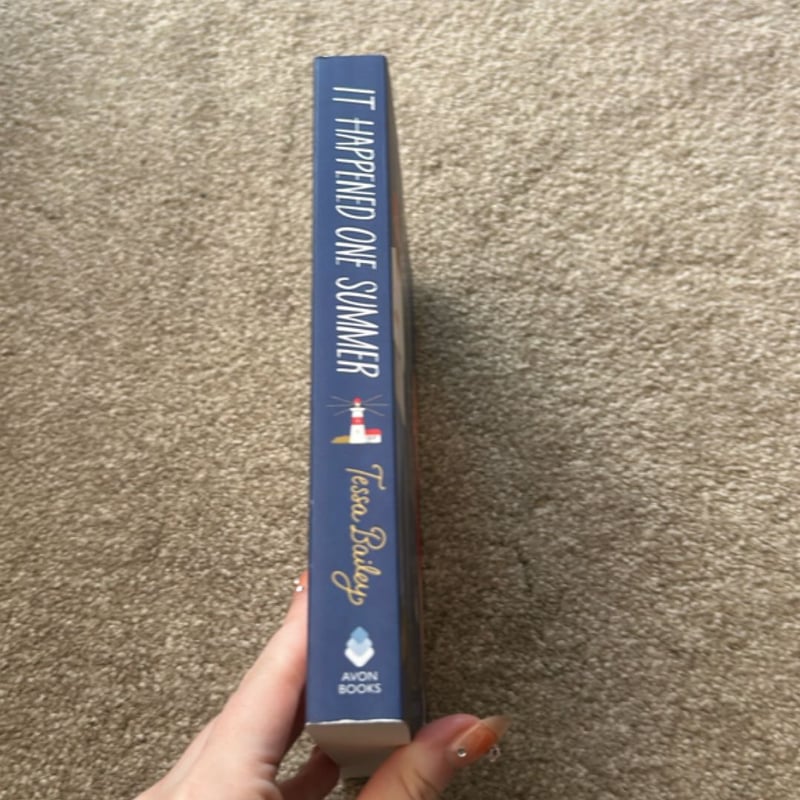 IT HAPPENED ONE SUMMER
Tessa Bailey
AVON
BOOKS